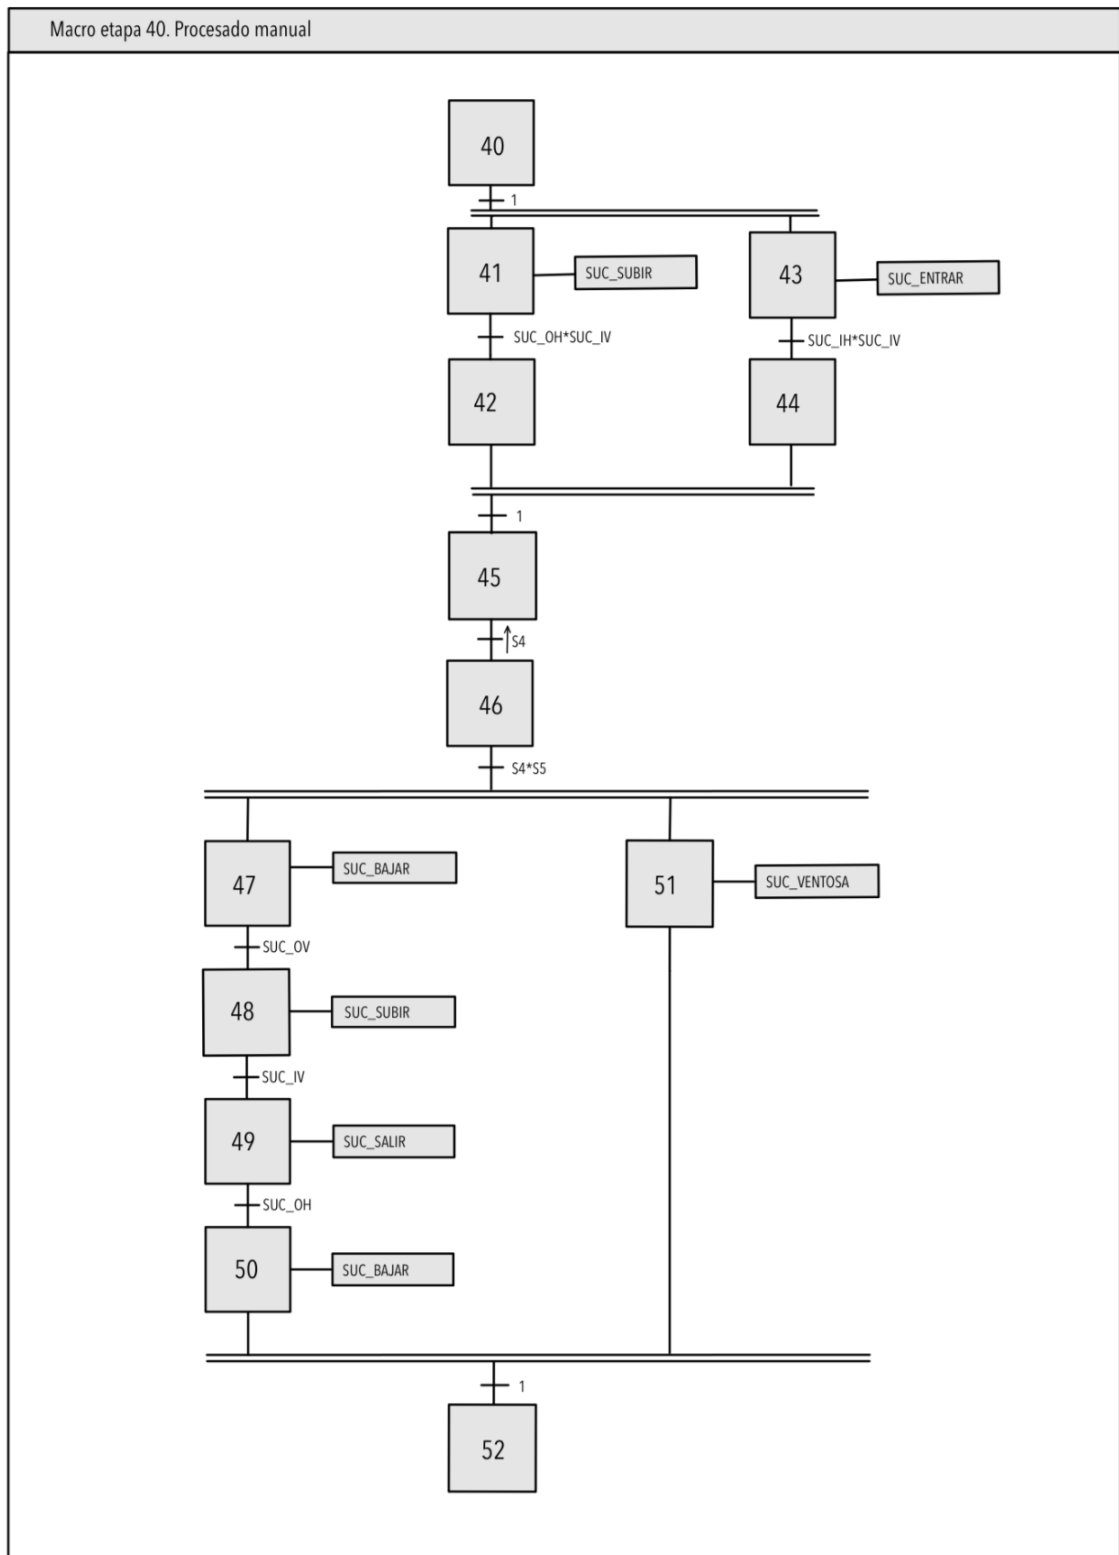 Macro etapa 40. Procesado manual
40
1
41
SUC_SUBIR
43
SUC_ENTRAR
SUC_OH*SUC_IV
SUC_IH*SUC_IV
42
44
1
45
↑S4
46
S4*S5
47
SUC_BAJAR
51
SUC_VENTOSA
SUC_OV
48
SUC_SUBIR
SUC_IV
49
SUC_SALIR
SUC_OH
50
SUC_BAJAR
1
52